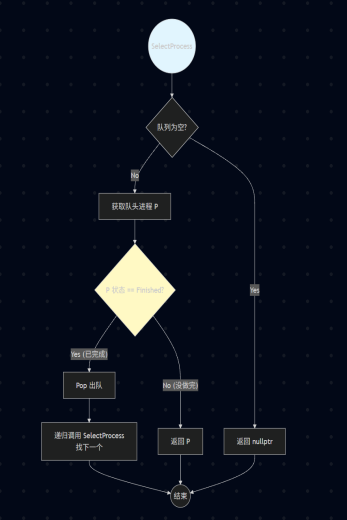 SelectProcess
队列为空?
No
获取队头进程 P
P 状态 == Finished?
Yes
Yes (已完成)
No (没做完)
Pop 出队
递归调用 SelectProcess
找下一个
返回 P
返回 nullptr
结束